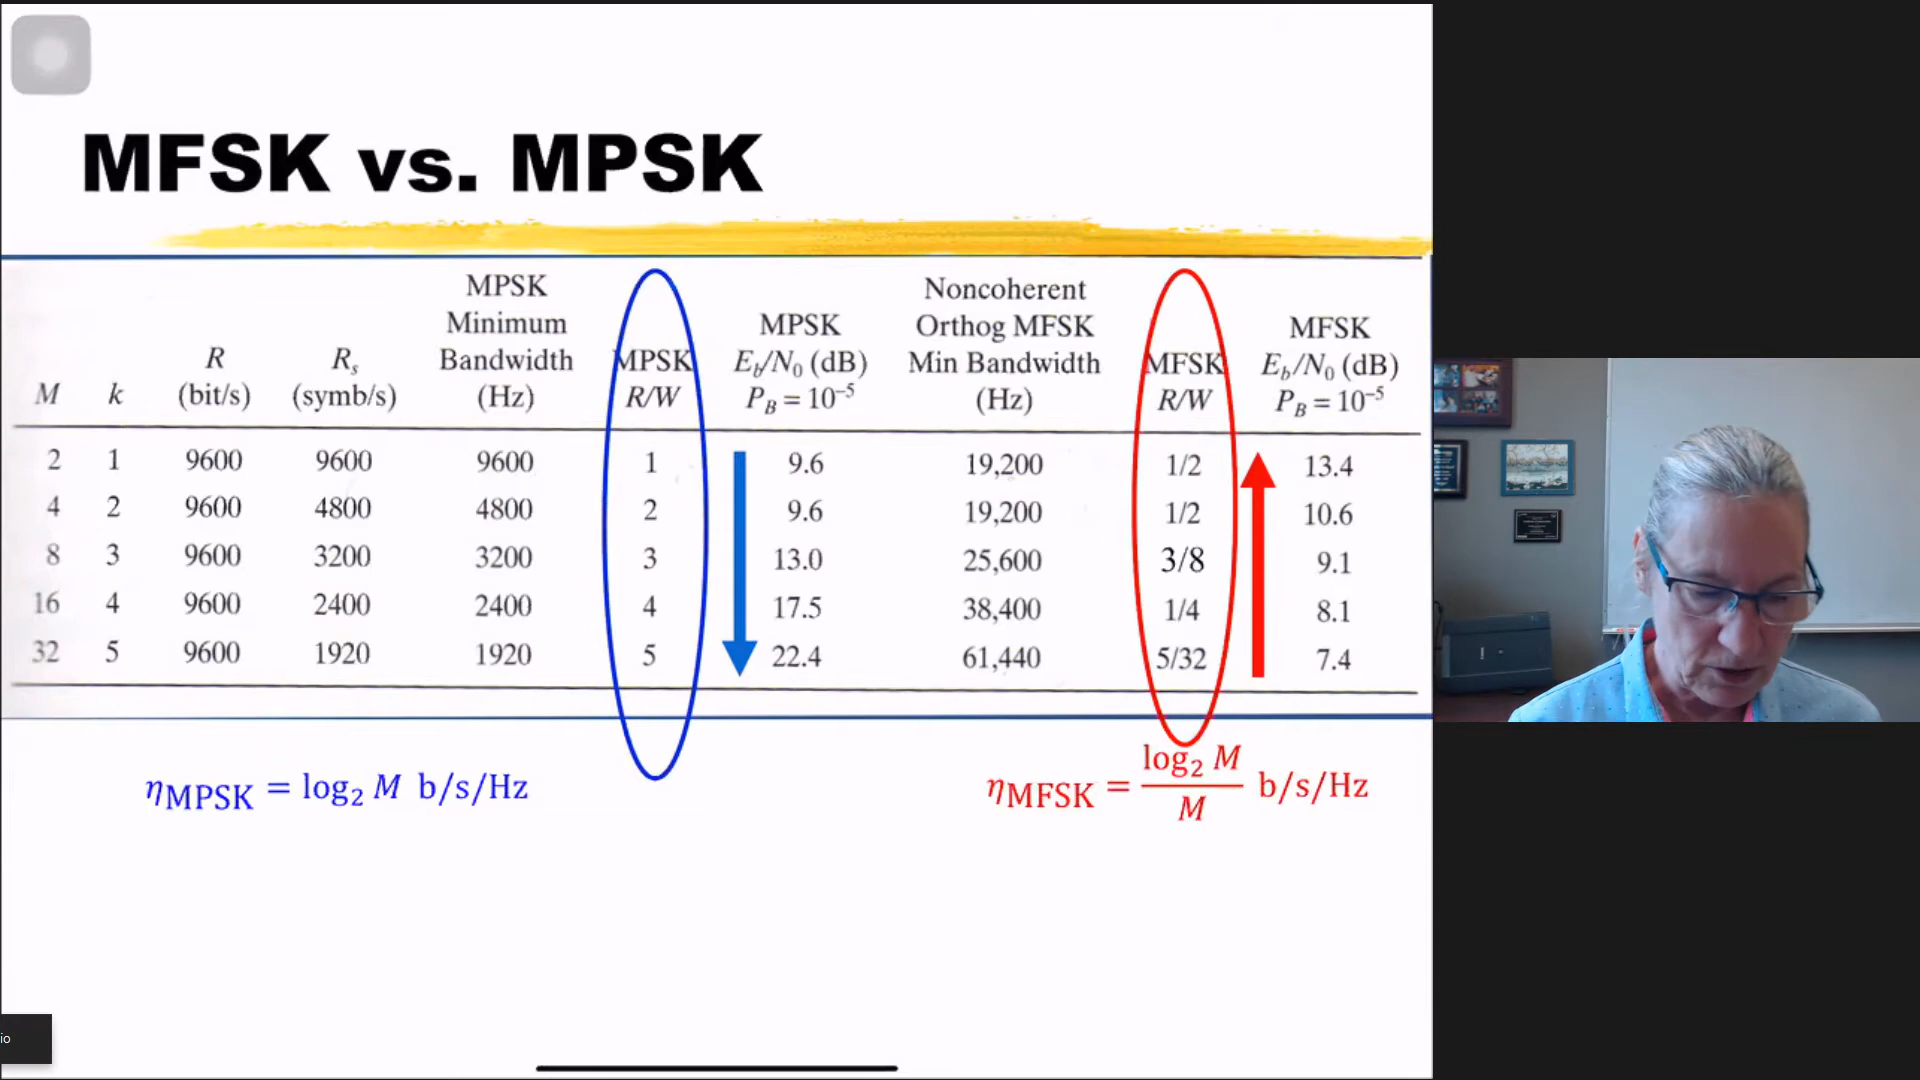 MFSK vs. MPSK
M
k
R
(bit/s)
R_s
(symb/s)
MPSK
Minimum
Bandwidth
(Hz)
MPSK
R/W
MPSK
E_b/N_0 (dB)
P_B = 10^-5
Noncoherent
Orthog MFSK
Min Bandwidth
(Hz)
MFSK
R/W
MFSK
E_b/N_0 (dB)
P_B = 10^-5
2 1 9600 9600 9600 1 9.6 19,200 1/2 13.4
4 2 9600 4800 4800 2 9.6 19,200 1/2 10.6
8 3 9600 3200 3200 3 13.0 25,600 3/8 9.1
16 4 9600 2400 2400 4 17.5 38,400 1/4 8.1
32 5 9600 1920 1920 5 22.4 61,440 5/32 7.4
η_MPSK = log_2 M b/s/Hz
η_MFSK = log_2 M / M b/s/Hz
io